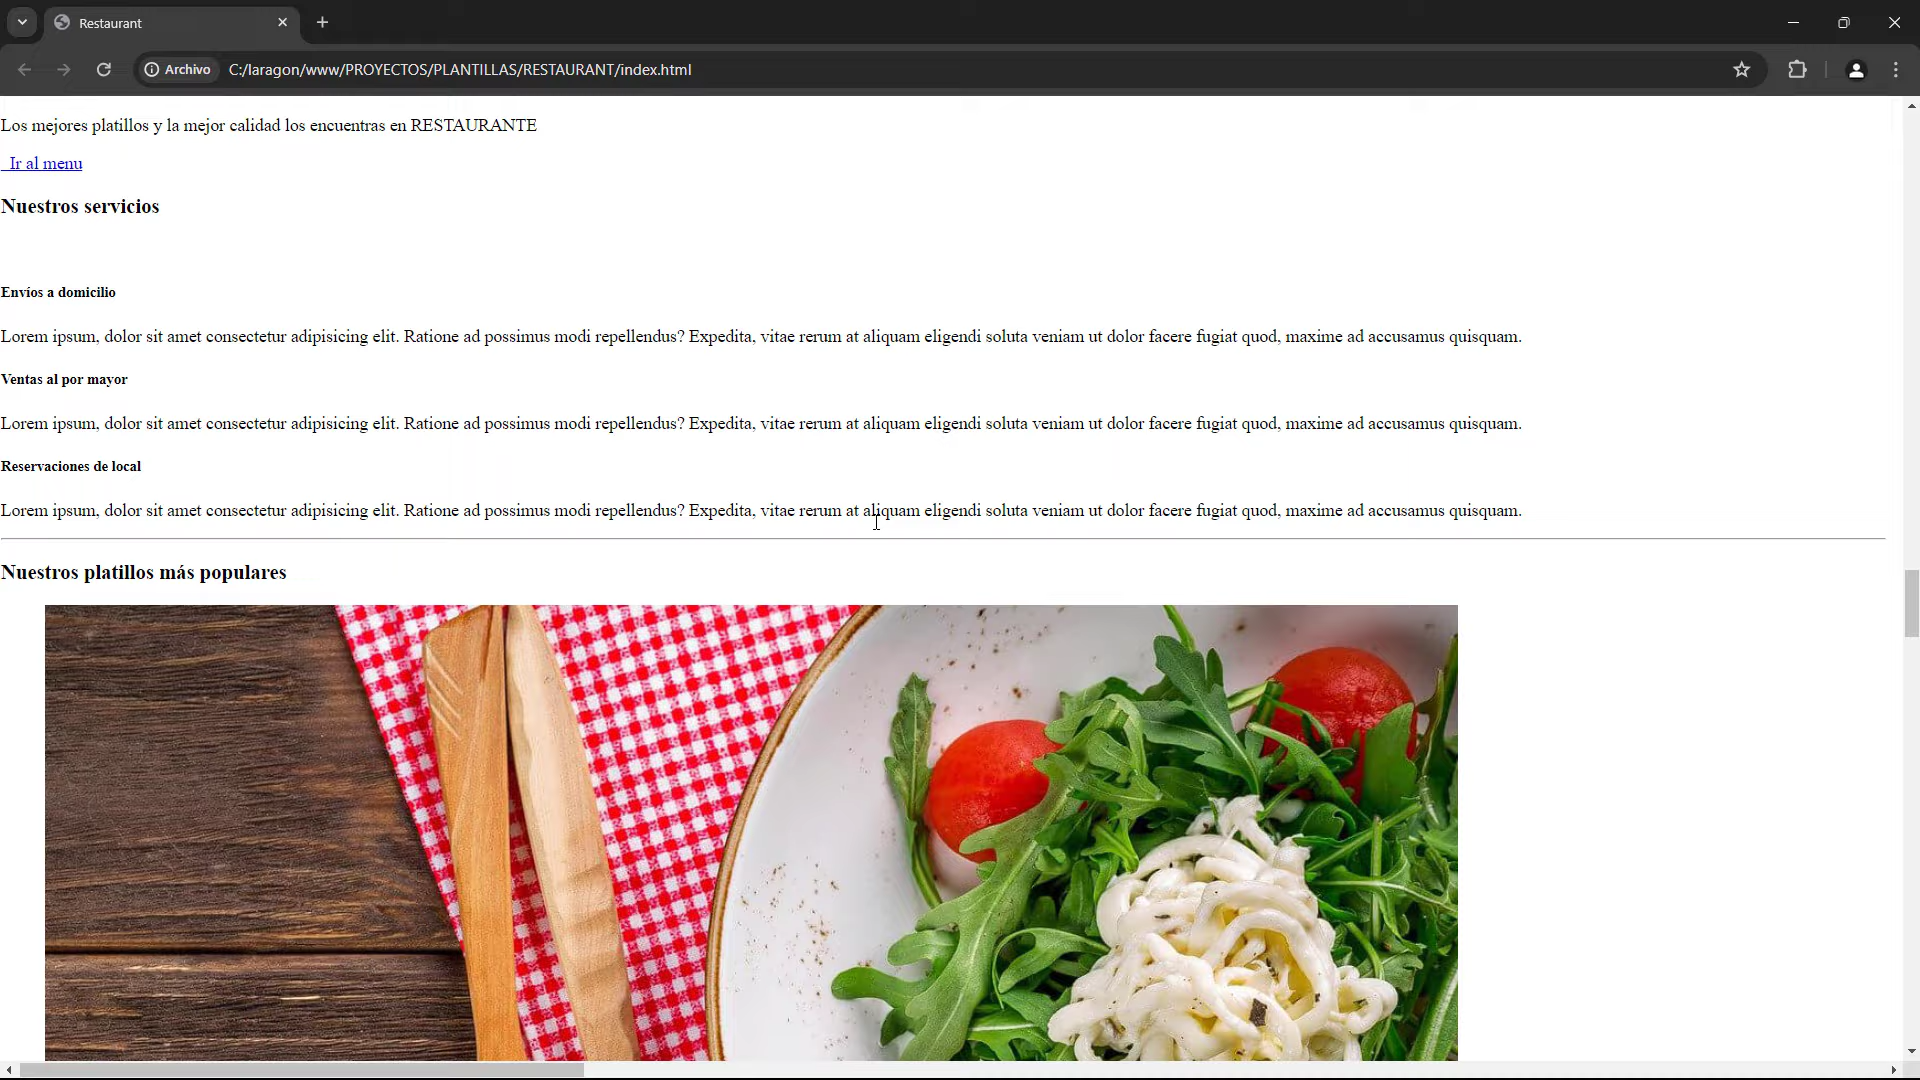 Restaurant
Archivo
C:/laragon/www/PROYECTOS/PLANTILLAS/RESTAURANT/index.html
Los mejores platillos y la mejor calidad los encuentras en RESTAURANTE
Ir al menu
Nuestros servicios
Envíos a domicilio
Lorem ipsum, dolor sit amet consectetur adipisicing elit. Ratione ad possimus modi repellendus? Expedita, vitae rerum at aliquam eligendi soluta veniam ut dolor facere fugiat quod, maxime ad accusamus quisquam.
Ventas al por mayor
Lorem ipsum, dolor sit amet consectetur adipisicing elit. Ratione ad possimus modi repellendus? Expedita, vitae rerum at aliquam eligendi soluta veniam ut dolor facere fugiat quod, maxime ad accusamus quisquam.
Reservaciones de local
Lorem ipsum, dolor sit amet consectetur adipisicing elit. Ratione ad possimus modi repellendus? Expedita, vitae rerum at aliquam eligendi soluta veniam ut dolor facere fugiat quod, maxime ad accusamus quisquam.
Nuestros platillos más populares